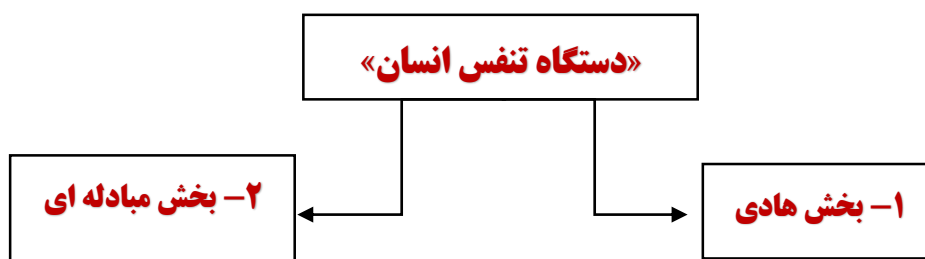 «دستگاه تنفس انسان»
۱- بخش هادی
۲- بخش مبادله ای